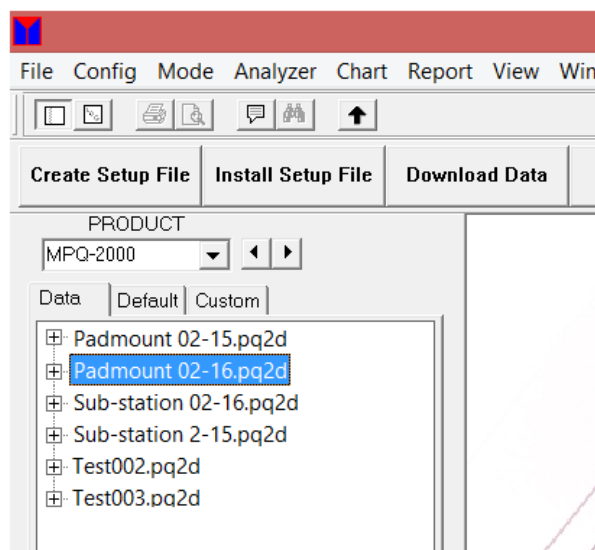 File Config Mode Analyzer Chart Report View
Create Setup File Install Setup File Download Data
PRODUCT
MPQ-2000
Data Default Custom
Padmount 02-15.pq2d
Padmount 02-16.pq2d
Sub-station 02-16.pq2d
Sub-station 2-15.pq2d
Test002.pq2d
Test003.pq2d